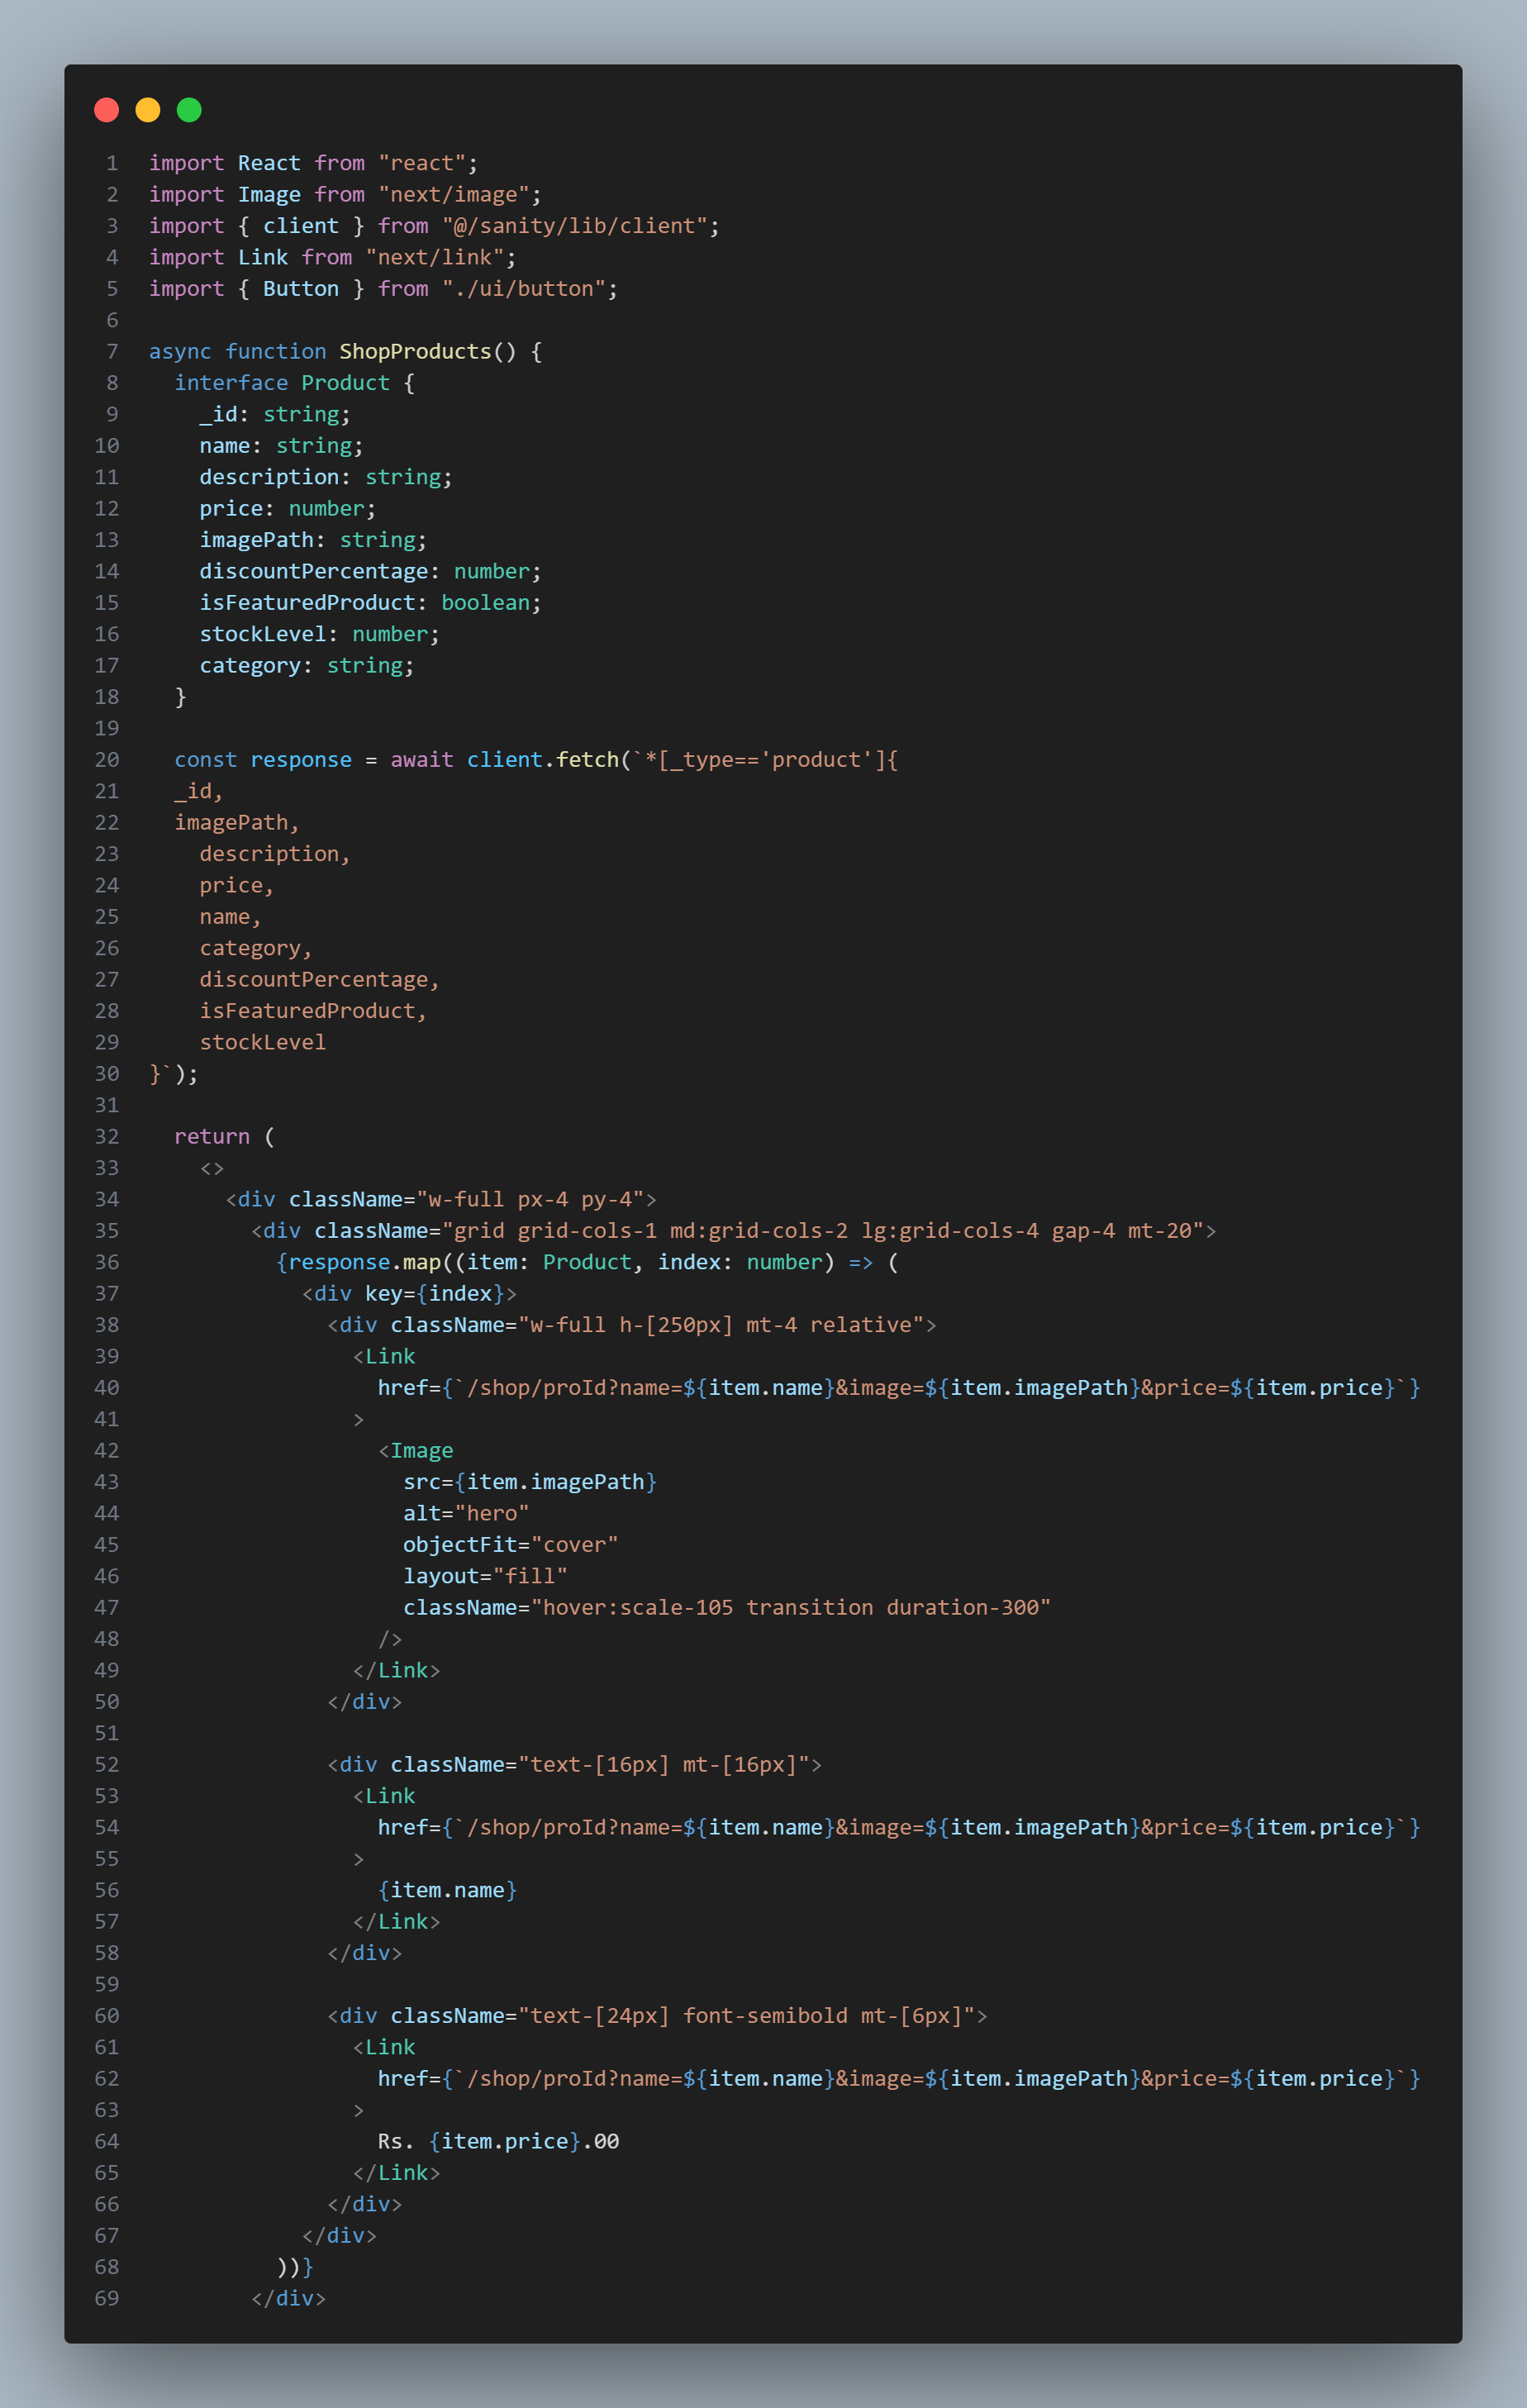 1 import React from "react";
2 import Image from "next/image";
3 import { client } from "@/sanity/lib/client";
4 import Link from "next/link";
5 import { Button } from "./ui/button";
6
7 async function ShopProducts() {
8   interface Product {
9     _id: string;
10     name: string;
11     description: string;
12     price: number;
13     imagePath: string;
14     discountPercentage: number;
15     isFeaturedProduct: boolean;
16     stockLevel: number;
17     category: string;
18   }
19
20   const response = await client.fetch(`*[_type=='product']{
21   _id,
22   imagePath,
23     description,
24     price,
25     name,
26     category,
27     discountPercentage,
28     isFeaturedProduct,
29     stockLevel
30 }`);
31
32   return (
33     <>
34       <div className="w-full px-4 py-4">
35         <div className="grid grid-cols-1 md:grid-cols-2 lg:grid-cols-4 gap-4 mt-20">
36           {response.map((item: Product, index: number) => (
37             <div key={index}>
38               <div className="w-full h-[250px] mt-4 relative">
39                 <Link
40                   href={`/shop/proId?name=${item.name}&image=${item.imagePath}&price=${item.price}`}
41                 >
42                   <Image
43                     src={item.imagePath}
44                     alt="hero"
45                     objectFit="cover"
46                     layout="fill"
47                     className="hover:scale-105 transition duration-300"
48                   />
49                 </Link>
50               </div>
51
52               <div className="text-[16px] mt-[16px]">
53                 <Link
54                   href={`/shop/proId?name=${item.name}&image=${item.imagePath}&price=${item.price}`}
55                 >
56                   {item.name}
57                 </Link>
58               </div>
59
60               <div className="text-[24px] font-semibold mt-[6px]">
61                 <Link
62                   href={`/shop/proId?name=${item.name}&image=${item.imagePath}&price=${item.price}`}
63                 >
64                   Rs. {item.price}.00
65                 </Link>
66               </div>
67             </div>
68           ))}
69         </div>